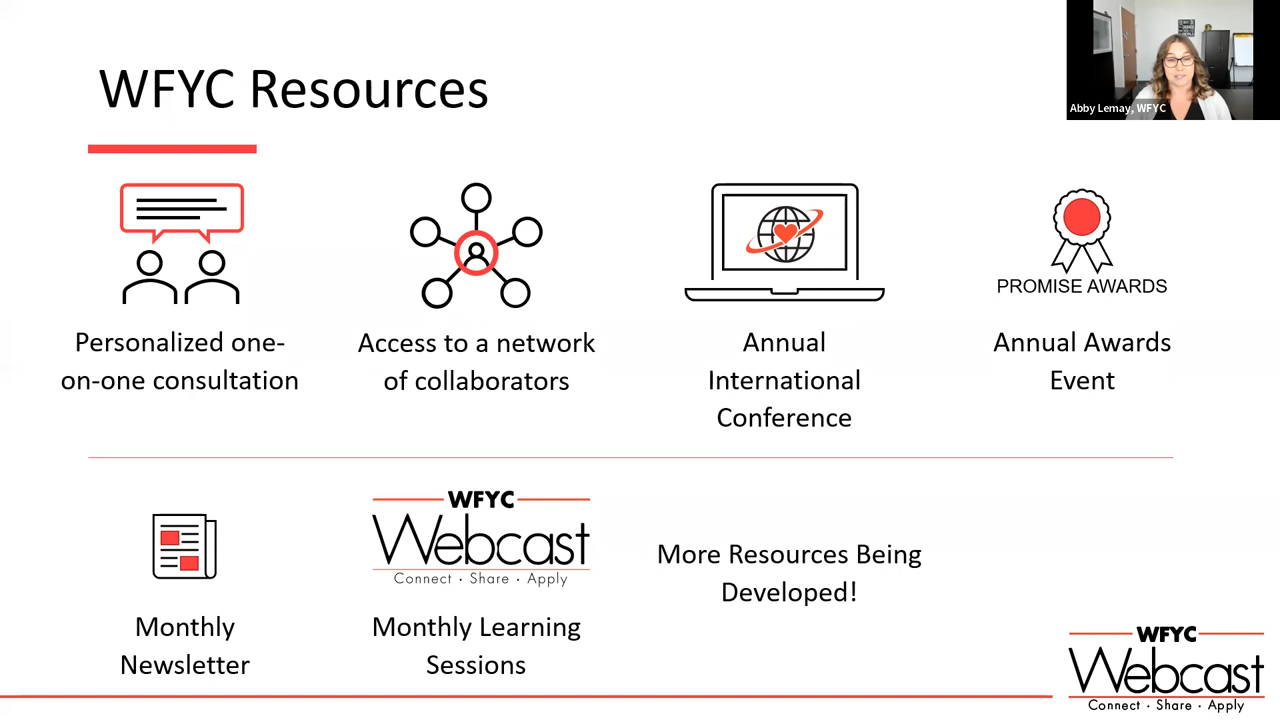 WFYC Resources
Abby Lemay, WFYC
PROMISE AWARDS
Personalized one-
on-one consultation
Access to a network
of collaborators
Annual
International
Conference
Annual Awards
Event
WFYC
Webcast
Connect · Share · Apply
Monthly
Newsletter
Monthly Learning
Sessions
More Resources Being
Developed!
WFYC
Webcast
Connect · Share · Apply